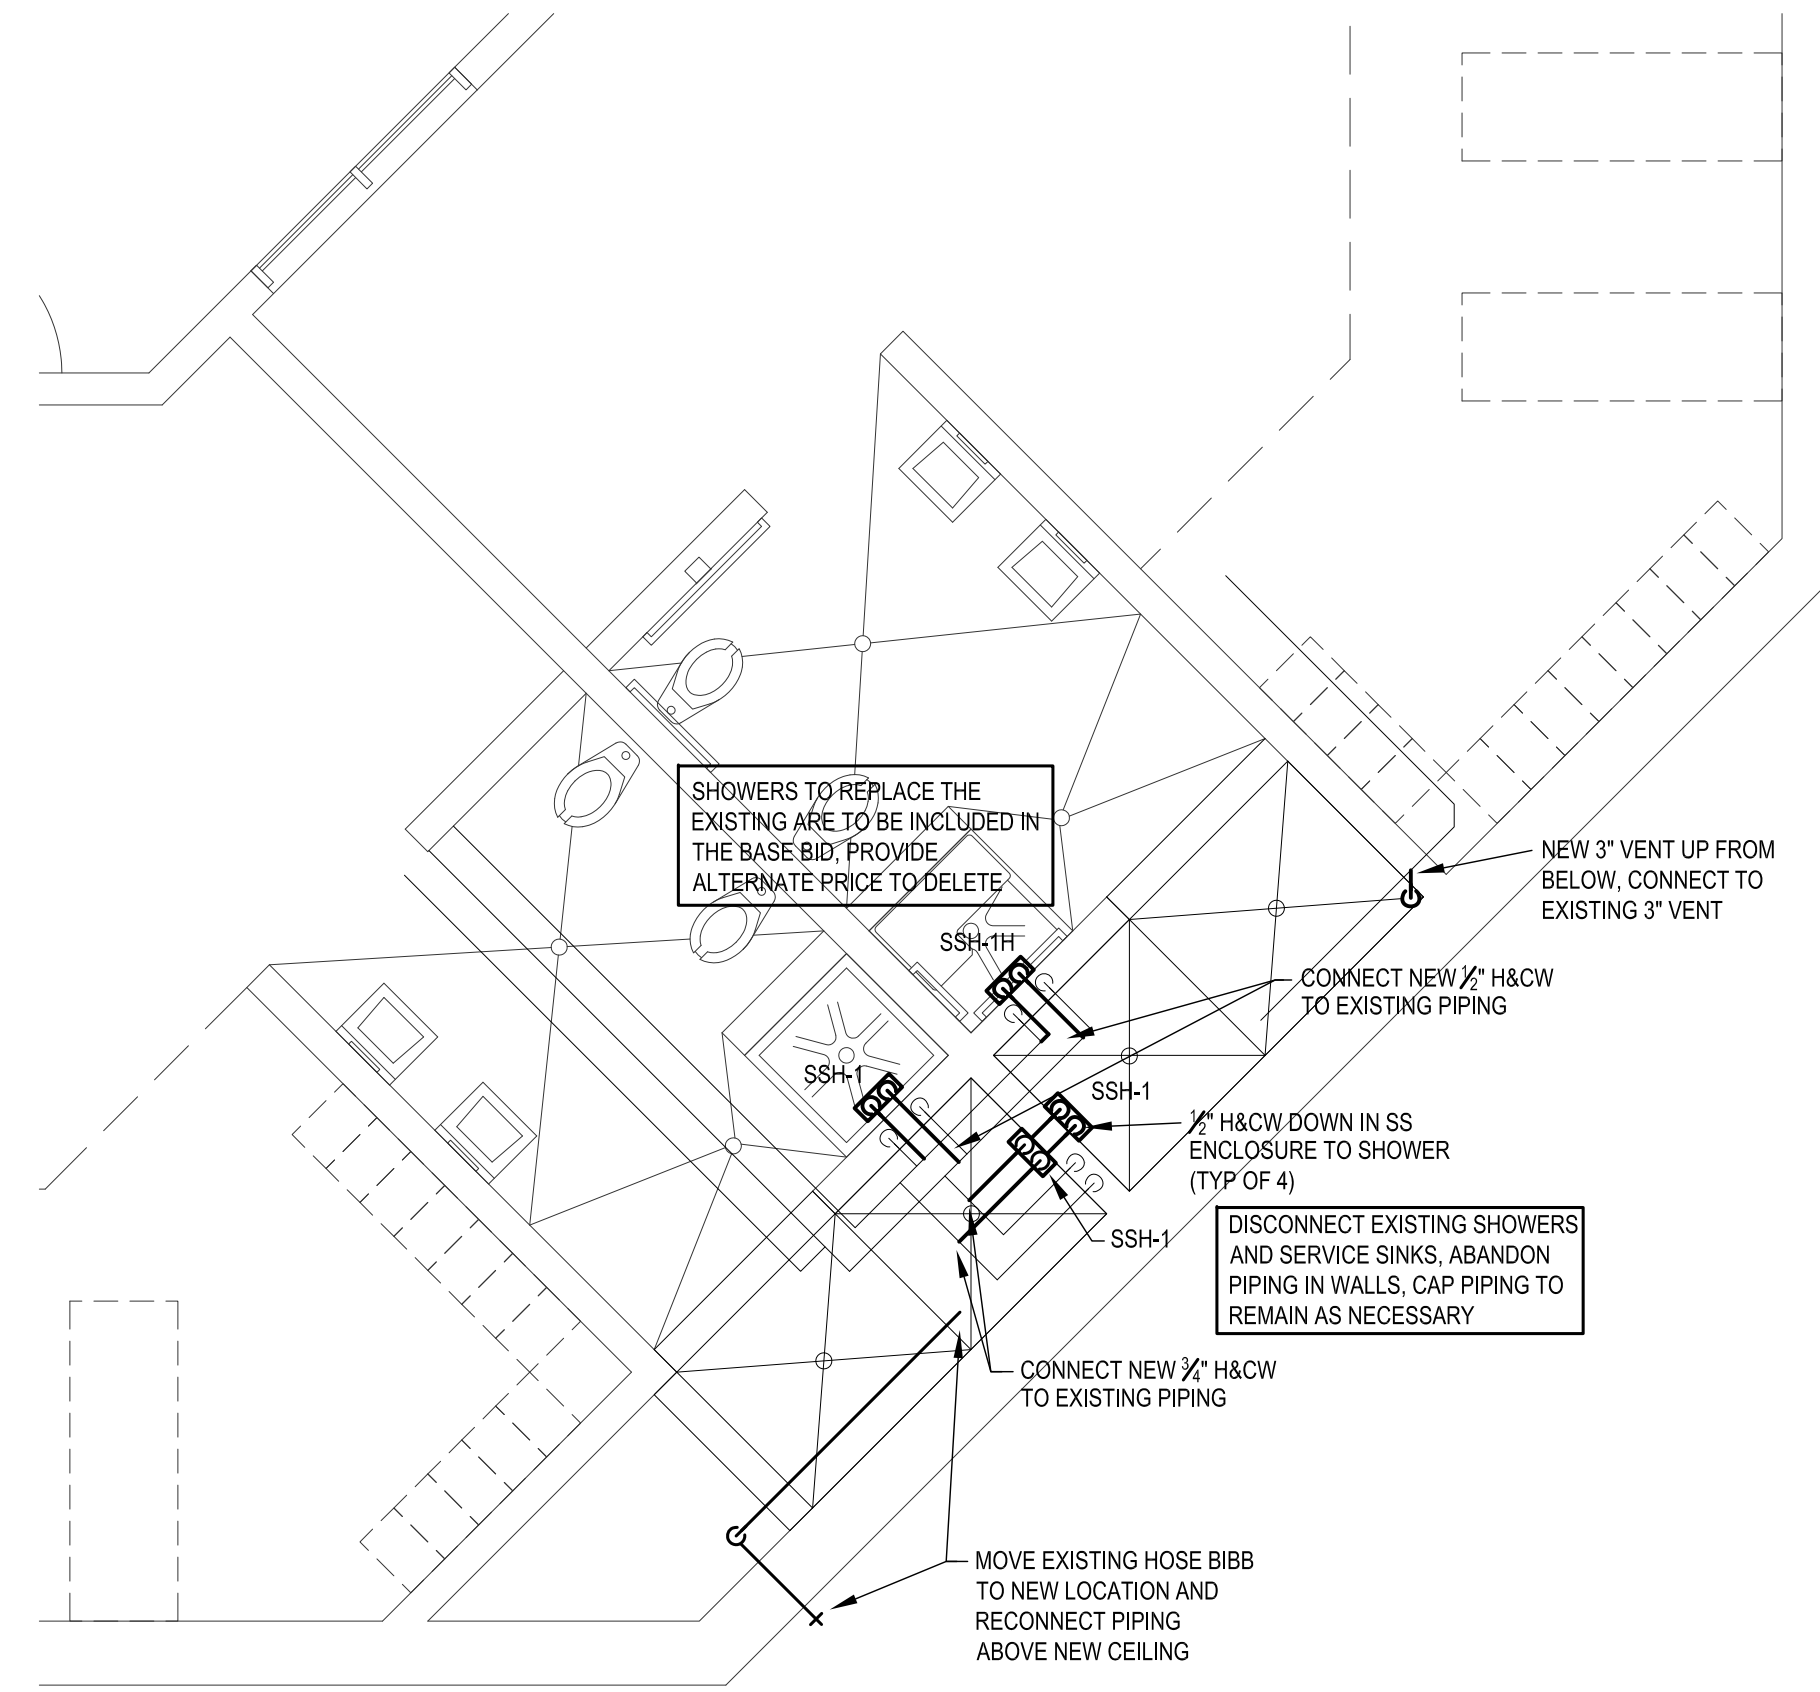 SHOWERS TO REPLACE THE
EXISTING ARE TO BE INCLUDED IN
THE BASE BID, PROVIDE
ALTERNATE PRICE TO DELETE
NEW 3" VENT UP FROM
BELOW, CONNECT TO
EXISTING 3" VENT
SSH-1H
CONNECT NEW ½" H&CW
TO EXISTING PIPING
SSH-1
SSH-1
½" H&CW DOWN IN SS
ENCLOSURE TO SHOWER
(TYP OF 4)
SSH-1
DISCONNECT EXISTING SHOWERS
AND SERVICE SINKS, ABANDON
PIPING IN WALLS, CAP PIPING TO
REMAIN AS NECESSARY
CONNECT NEW ¾" H&CW
TO EXISTING PIPING
MOVE EXISTING HOSE BIBB
TO NEW LOCATION AND
RECONNECT PIPING
ABOVE NEW CEILING